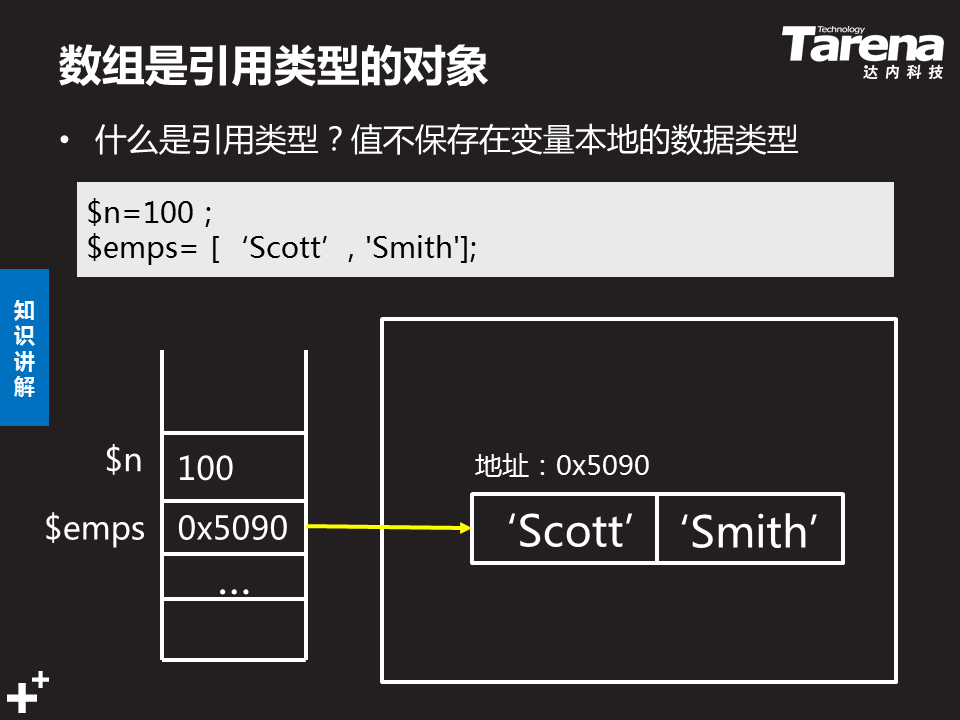 数组是引用类型的对象
Technology
Tarena
达内科技
• 什么是引用类型？值不保存在变量本地的数据类型
$n=100；
$emps= [ ‘Scott’ , 'Smith'];
知识讲解
$n
100
地址：0x5090
$emps
0x5090
‘Scott’
‘Smith’
…